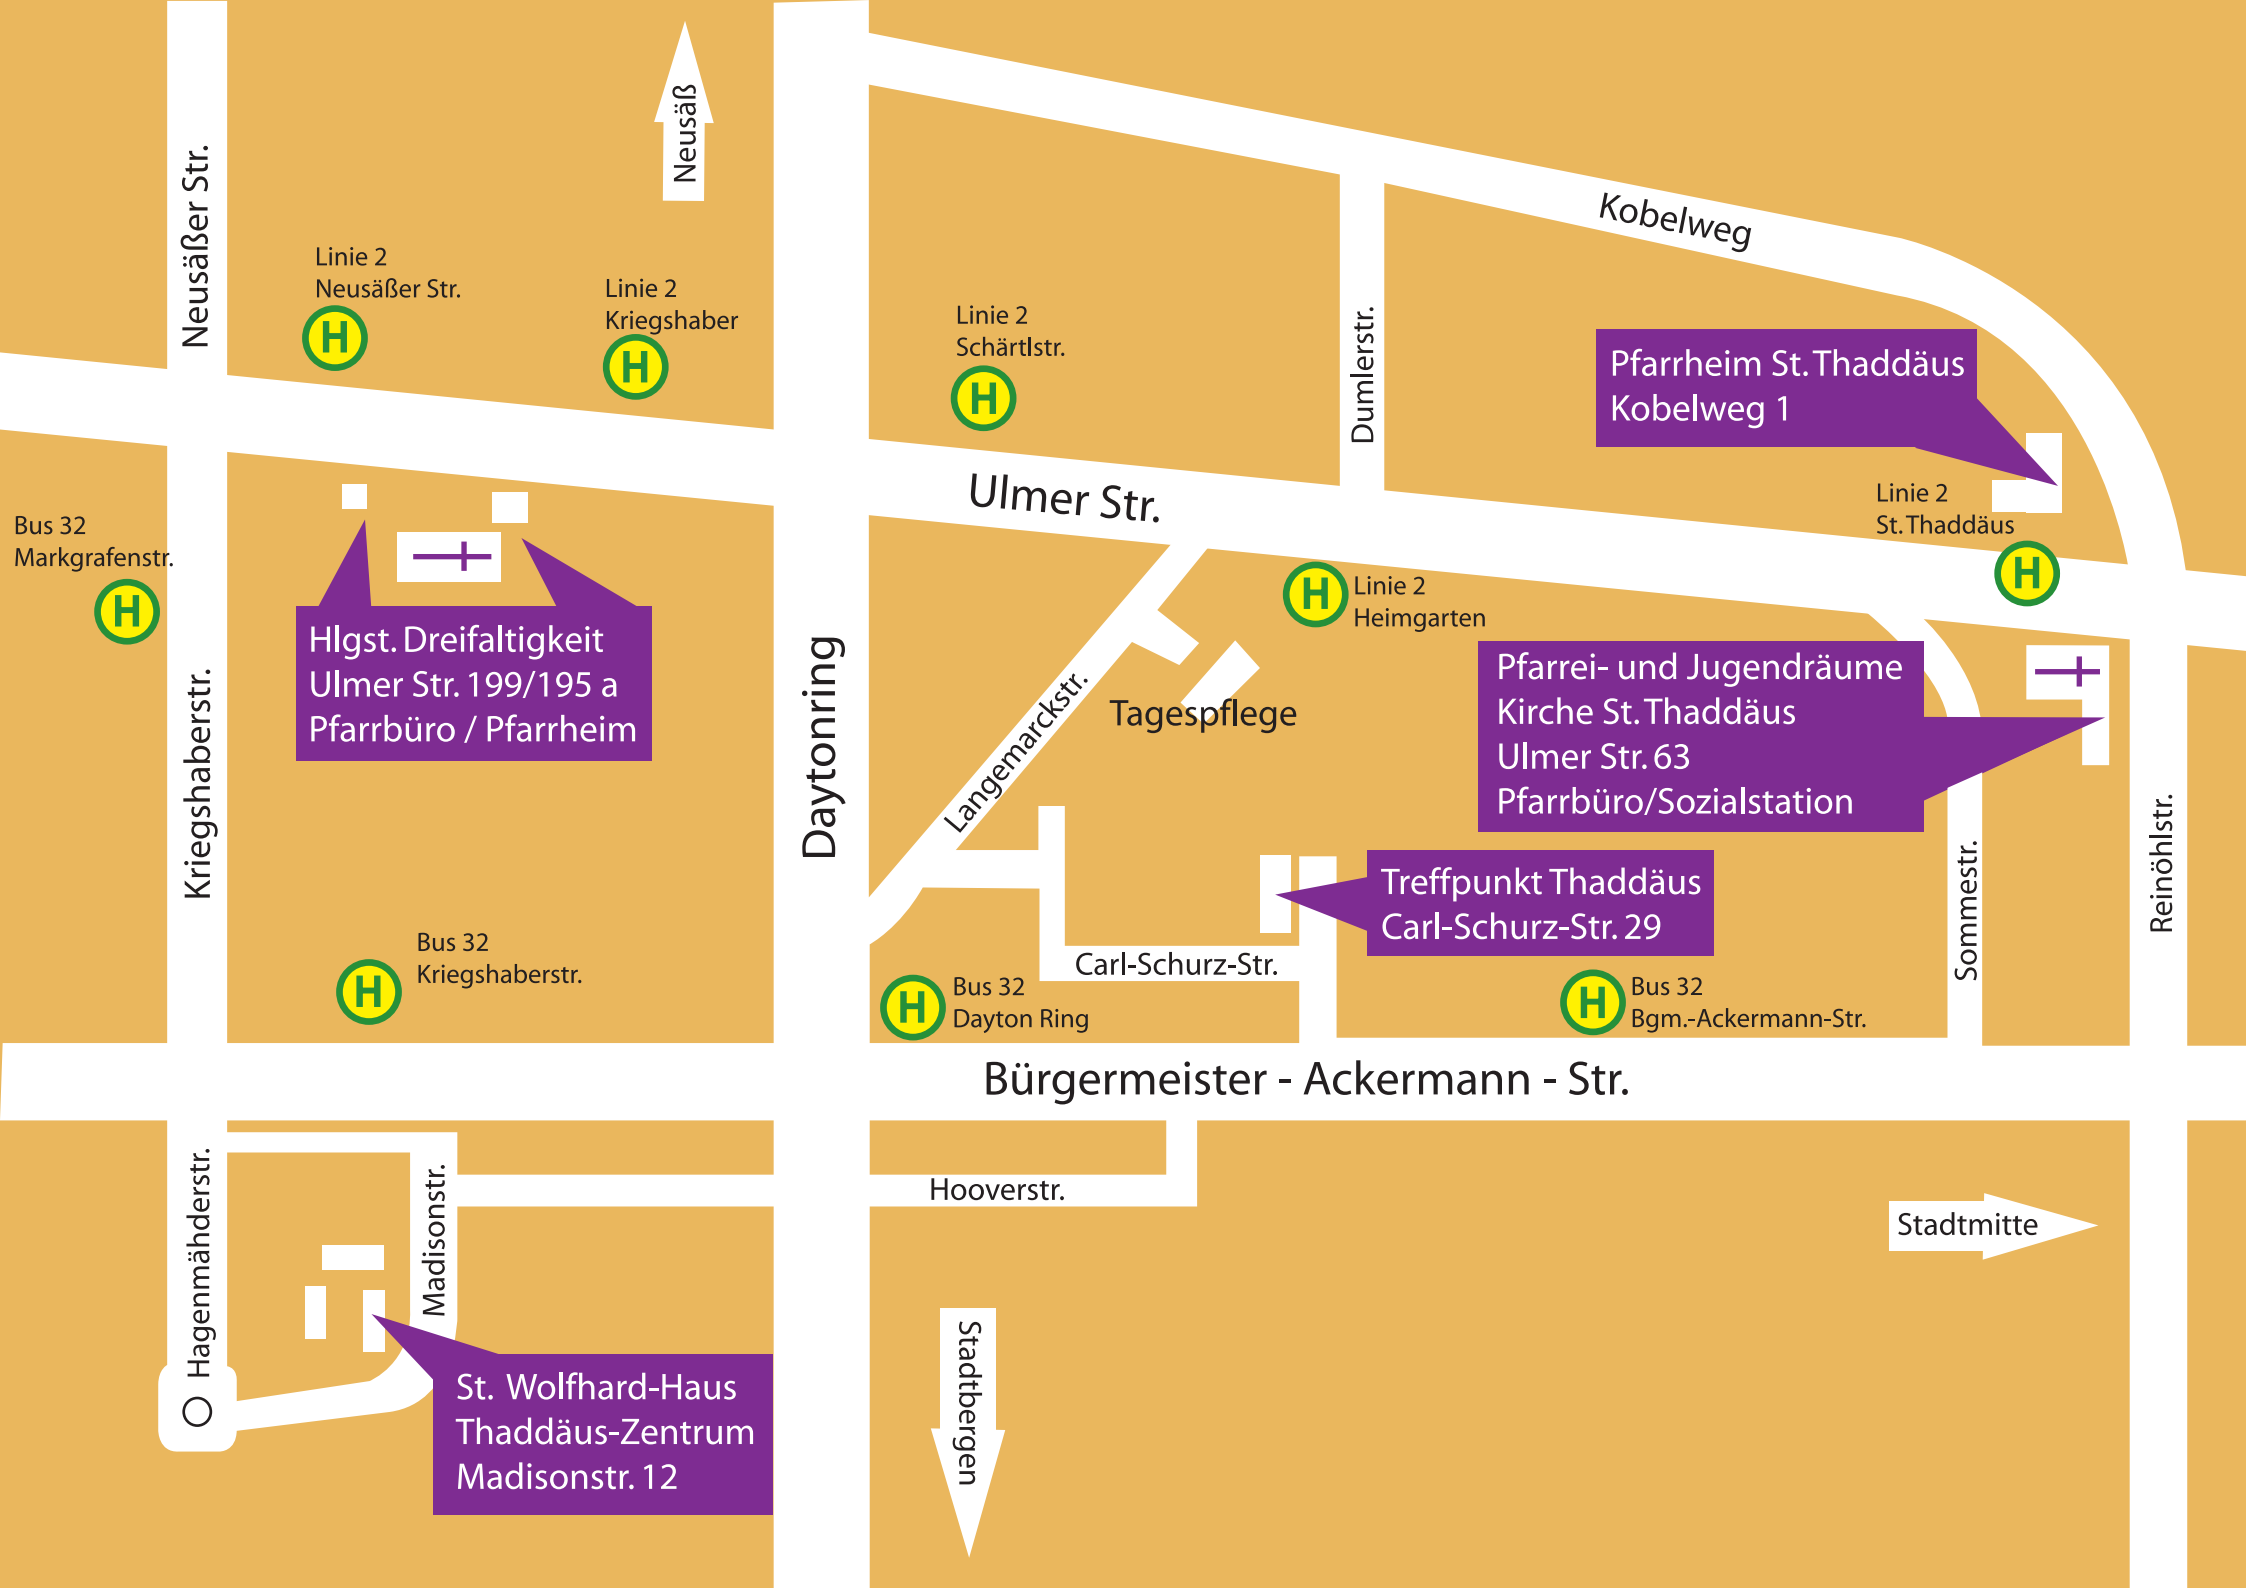 Neusäß
Neusäßer Str.
Kobelweg
Linie 2
Neusäßer Str.
H
Linie 2
Kriegshaber
H
Linie 2
Schärtlstr.
H
Dumlerstr.
Pfarrheim St. Thaddäus
Kobelweg 1
Ulmer Str.
Linie 2
St. Thaddäus
H
Bus 32
Markgrafenstr.
H
Linie 2
Heimgarten
H
Hlgst. Dreifaltigkeit
Ulmer Str. 199/195 a
Pfarrbüro / Pfarrheim
Kriegshaberstr.
Daytonring
Langemarckstr.
Tagespflege
Pfarrei- und Jugendräume
Kirche St. Thaddäus
Ulmer Str. 63
Pfarrbüro/Sozialstation
Reinöhlstr.
Sommestr.
Treffpunkt Thaddäus
Carl-Schurz-Str. 29
Bus 32
Kriegshaberstr.
H
Carl-Schurz-Str.
Bus 32
Dayton Ring
H
Bus 32
Bgm.-Ackermann-Str.
H
Bürgermeister - Ackermann - Str.
Hagenmähderstr.
Madisonstr.
Hooverstr.
Stadtmitte
Stadtbergen
St. Wolfhard-Haus
Thaddäus-Zentrum
Madisonstr. 12